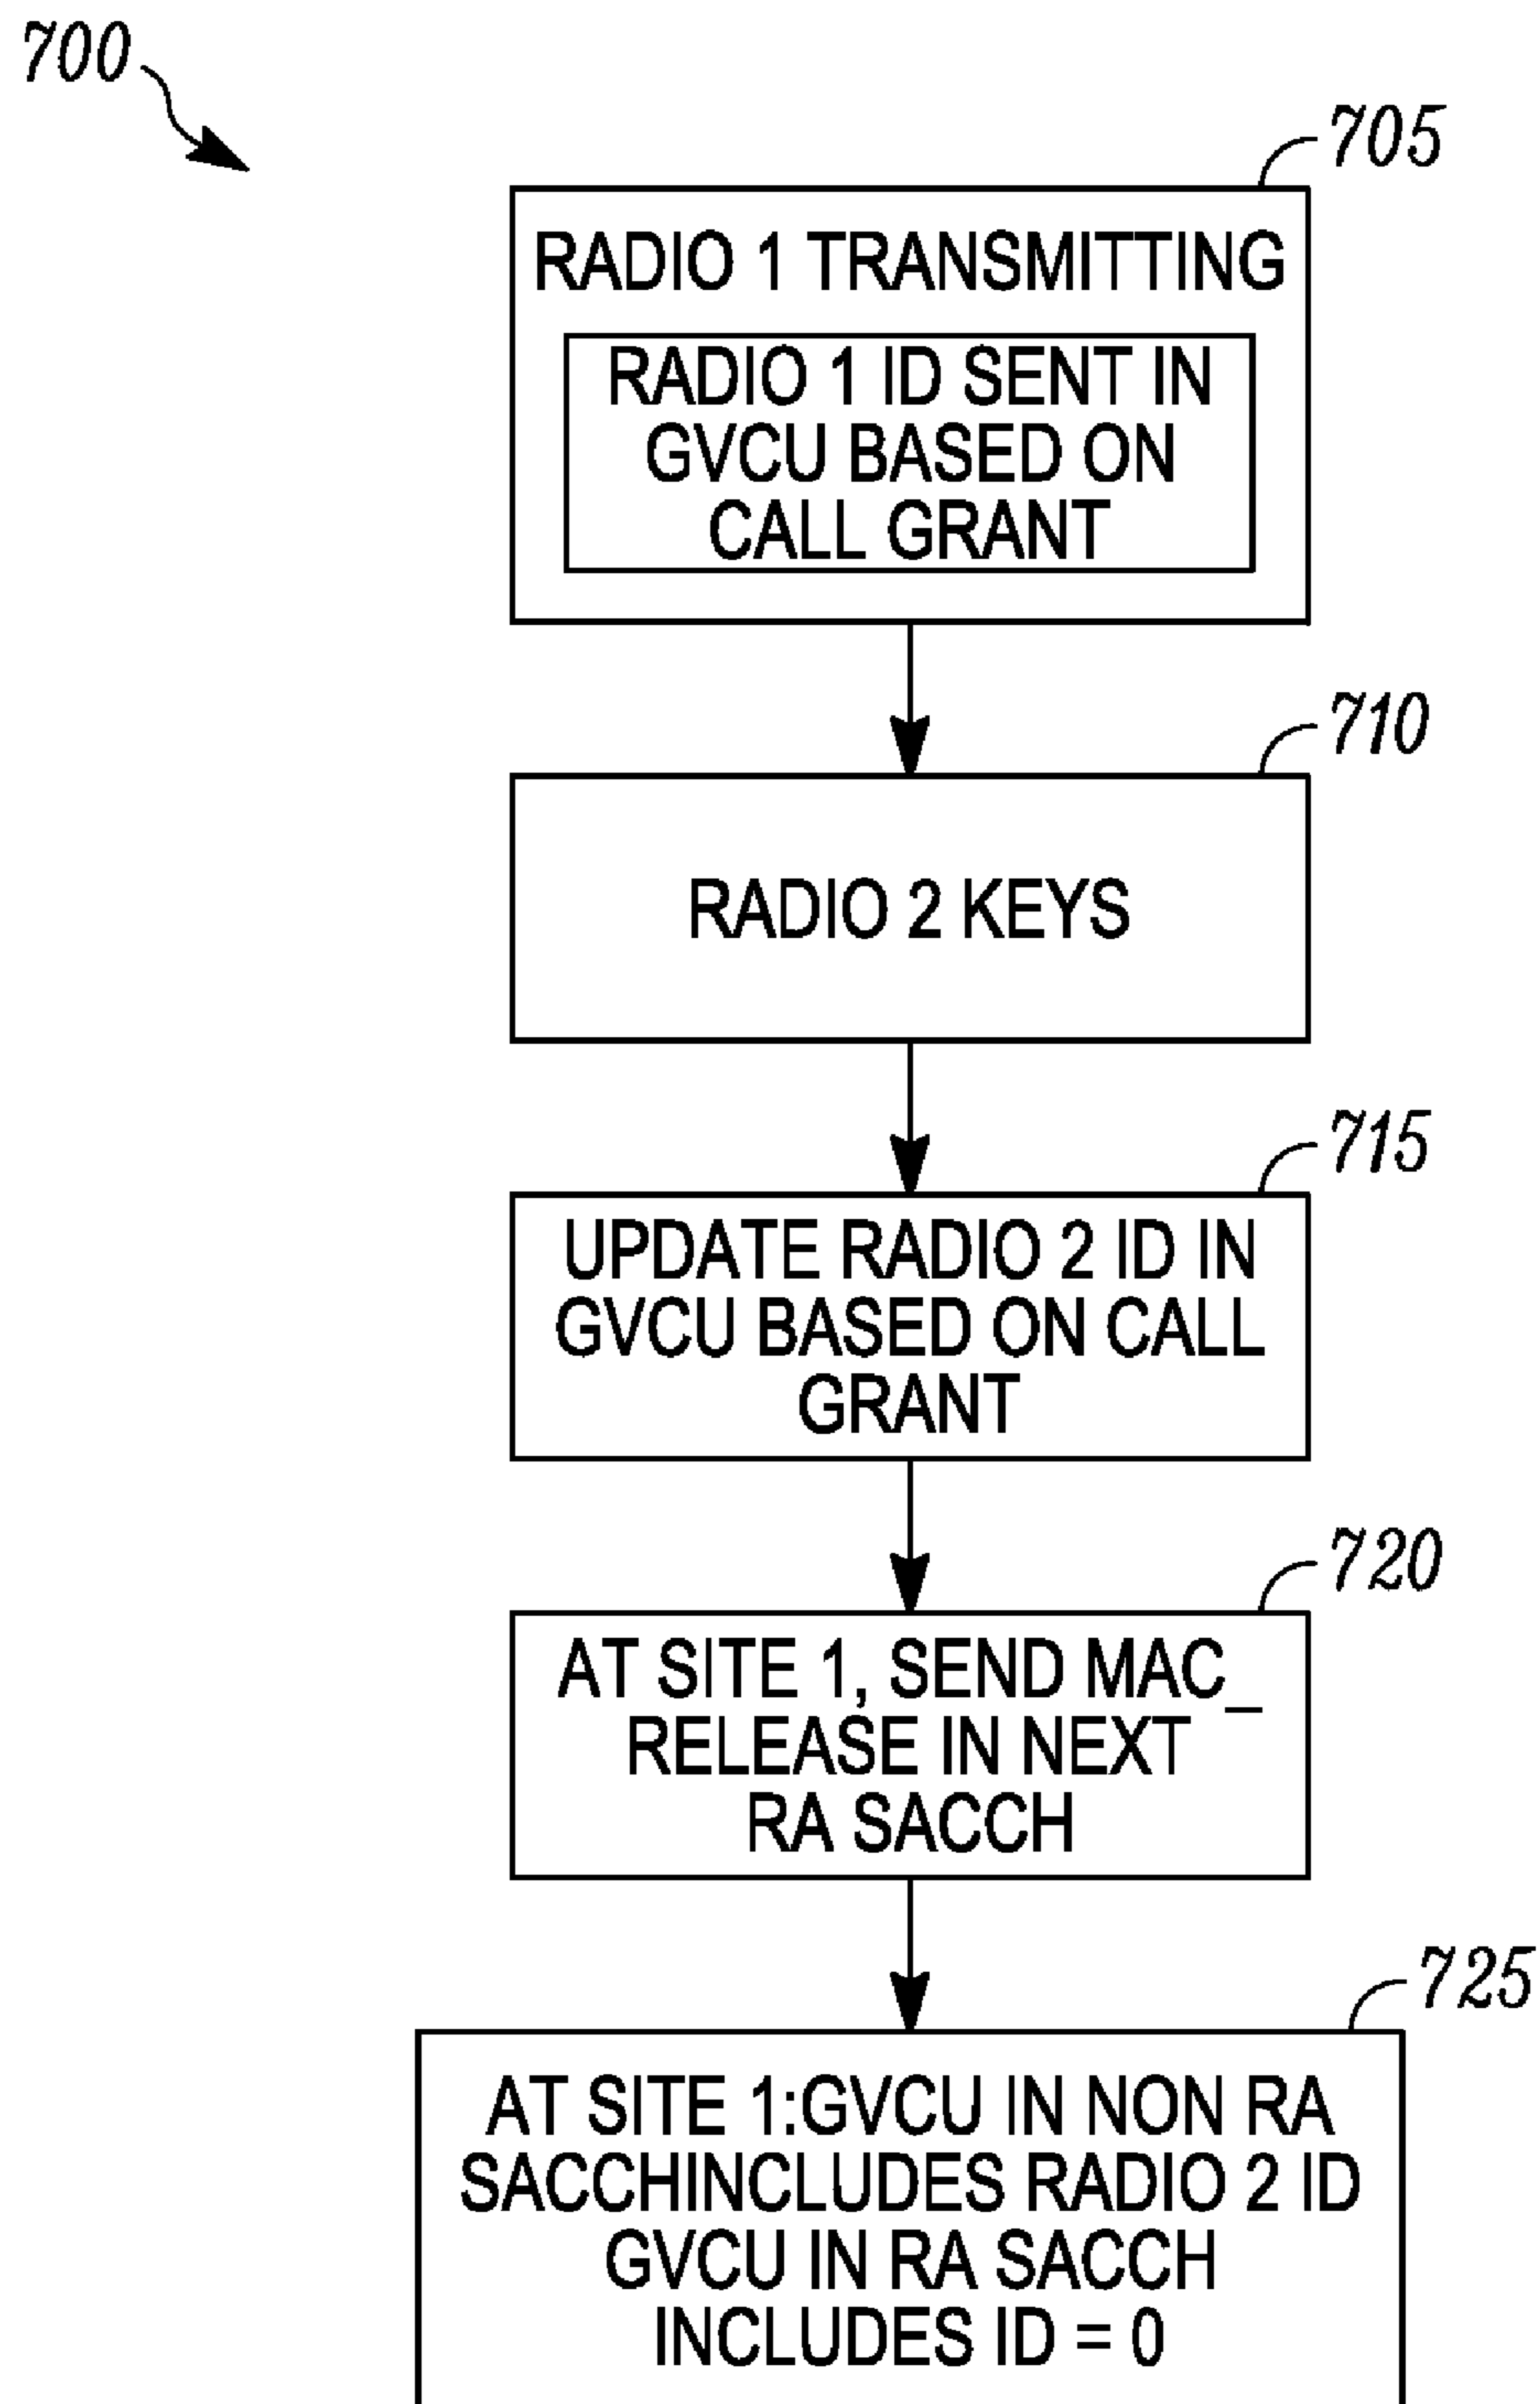 700
705
RADIO 1 TRANSMITTING
RADIO 1 ID SENT IN
GVCU BASED ON
CALL GRANT
710
RADIO 2 KEYS
715
UPDATE RADIO 2 ID IN
GVCU BASED ON CALL
GRANT
720
AT SITE 1, SEND MAC_
RELEASE IN NEXT
RA SACCH
725
AT SITE 1:GVCU IN NON RA
SACCHINCLUDES RADIO 2 ID
GVCU IN RA SACCH
INCLUDES ID = 0